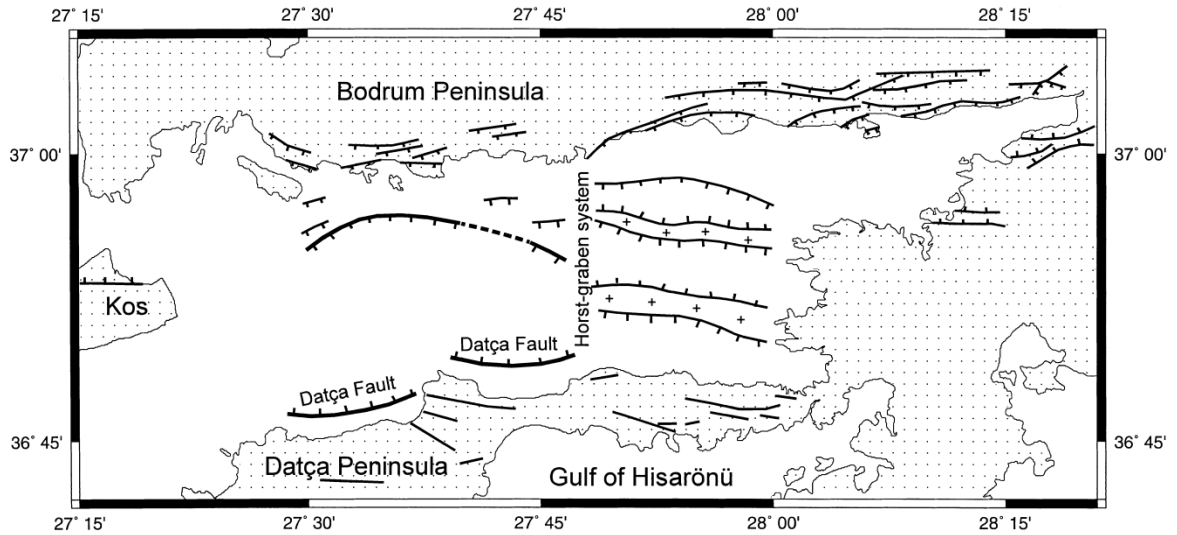 27˚ 15'
27˚ 30'
27˚ 45'
28˚ 00'
28˚ 15'
Bodrum Peninsula
37˚ 00'
37˚ 00'
Horst-graben system
Kos
Datça Fault
Datça Fault
36˚ 45'
36˚ 45'
Datça Peninsula
Gulf of Hisarönü
27˚ 15'
27˚ 30'
27˚ 45'
28˚ 00'
28˚ 15'